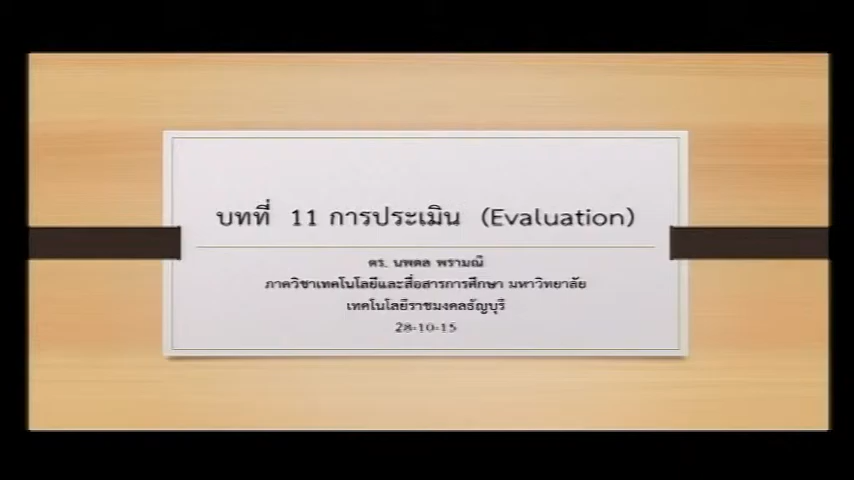 บทที่ 11 การประเมิน (Evaluation)
ดร. นพดล พรามณี
ภาควิชาเทคโนโลยีและสื่อสารการศึกษา มหาวิทยาลัย
เทคโนโลยีราชมงคลธัญบุรี
28-10-15